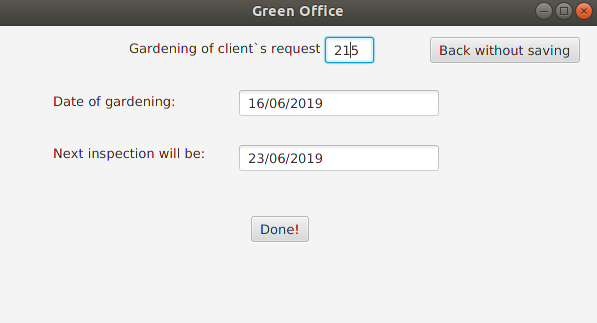 Green Office
Gardening of client`s request 215 Back without saving
Date of gardening: 16/06/2019
Next inspection will be: 23/06/2019
Done!